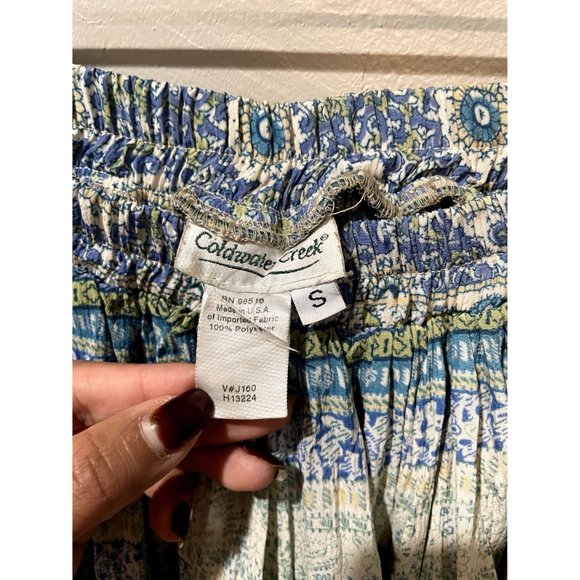 Coldwater Creek®
S
RN 98516
Made in U.S.A.
of Imported Fabric
100% Polyester
V#J160
H13224